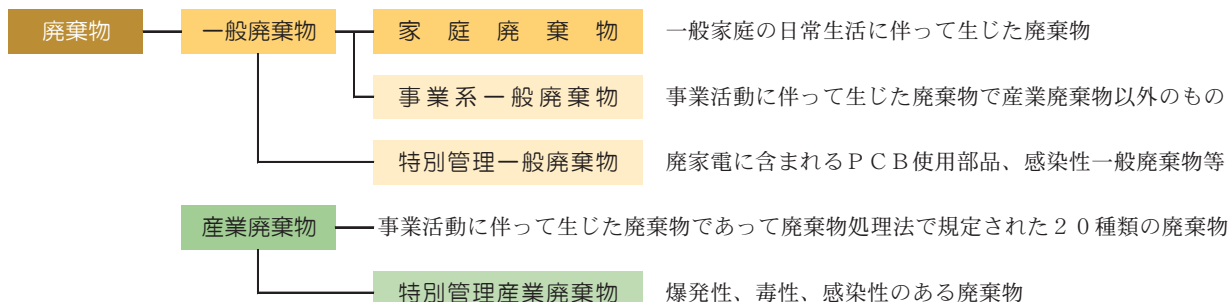 廃棄物 一般廃棄物 家庭廃棄物 一般家庭の日常生活に伴って生じた廃棄物
事業系一般廃棄物 事業活動に伴って生じた廃棄物で産業廃棄物以外のもの
特別管理一般廃棄物 廃家電に含まれるＰＣＢ使用部品、感染性一般廃棄物等
産業廃棄物 事業活動に伴って生じた廃棄物であって廃棄物処理法で規定された２０種類の廃棄物
特別管理産業廃棄物 爆発性、毒性、感染性のある廃棄物